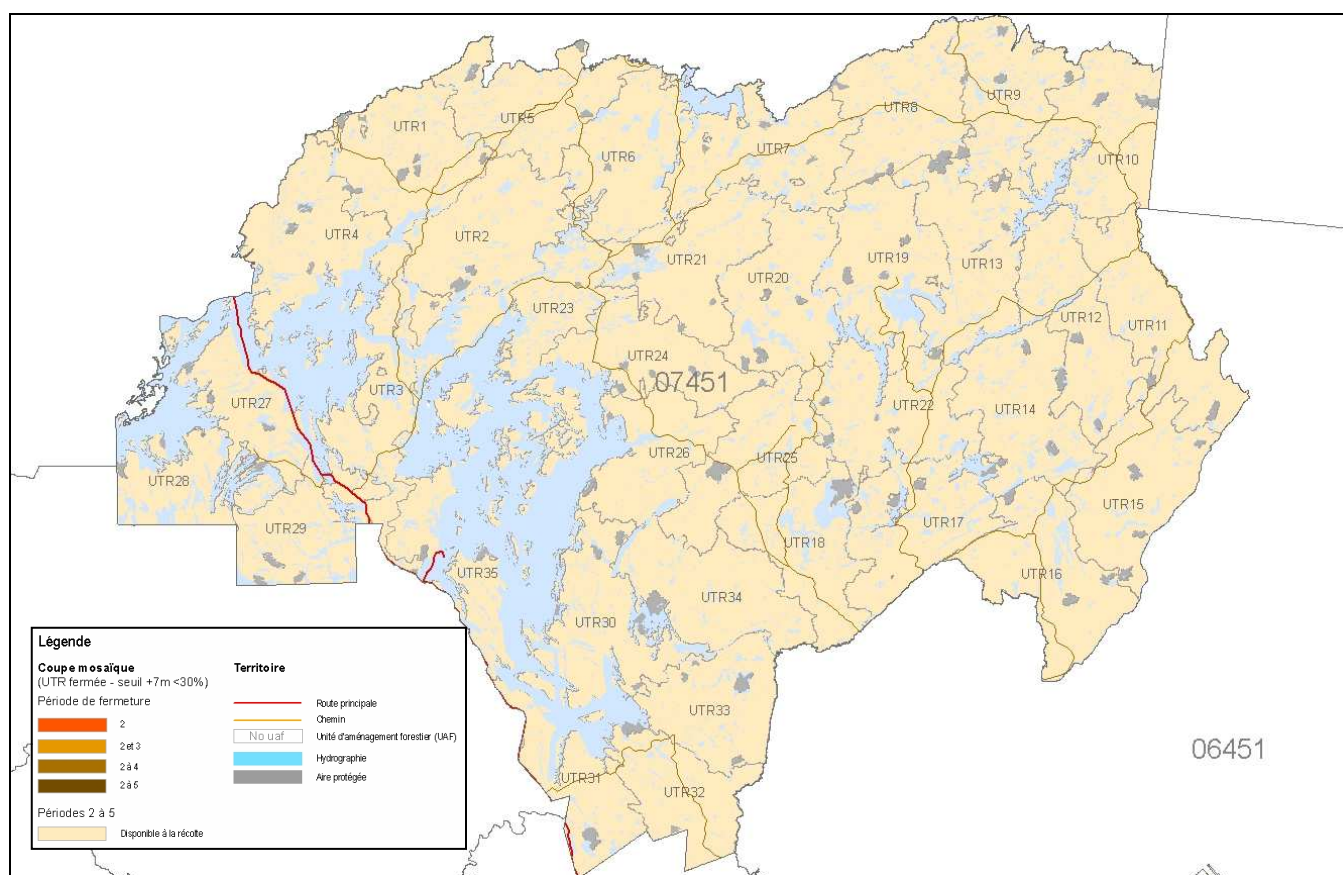 UTR9
UTR8
UTR5
UTR1
UTR7
UTR6
UTR10
UTR4
UTR2
UTR21
UTR19
UTR13
UTR20
UTR23
UTR12
UTR11
UTR24
07451
UTR3
UTR27
UTR22
UTR14
UTR26
UTR25
UTR28
UTR15
UTR29
UTR17
UTR18
UTR35
UTR16
UTR34
UTR30
UTR33
06451
UTR31
UTR32
Légende
Coupe mosaïque
(UTR fermée - seuil +7m <30%)
Période de fermeture
2
2 et 3
2 à 4
2 à 5
Périodes 2 à 5
Disponible à la récolte
Territoire
Route principale
Chemin
No uaf
Unité d'aménagement forestier (UAF)
Hydrographie
Aire protégée